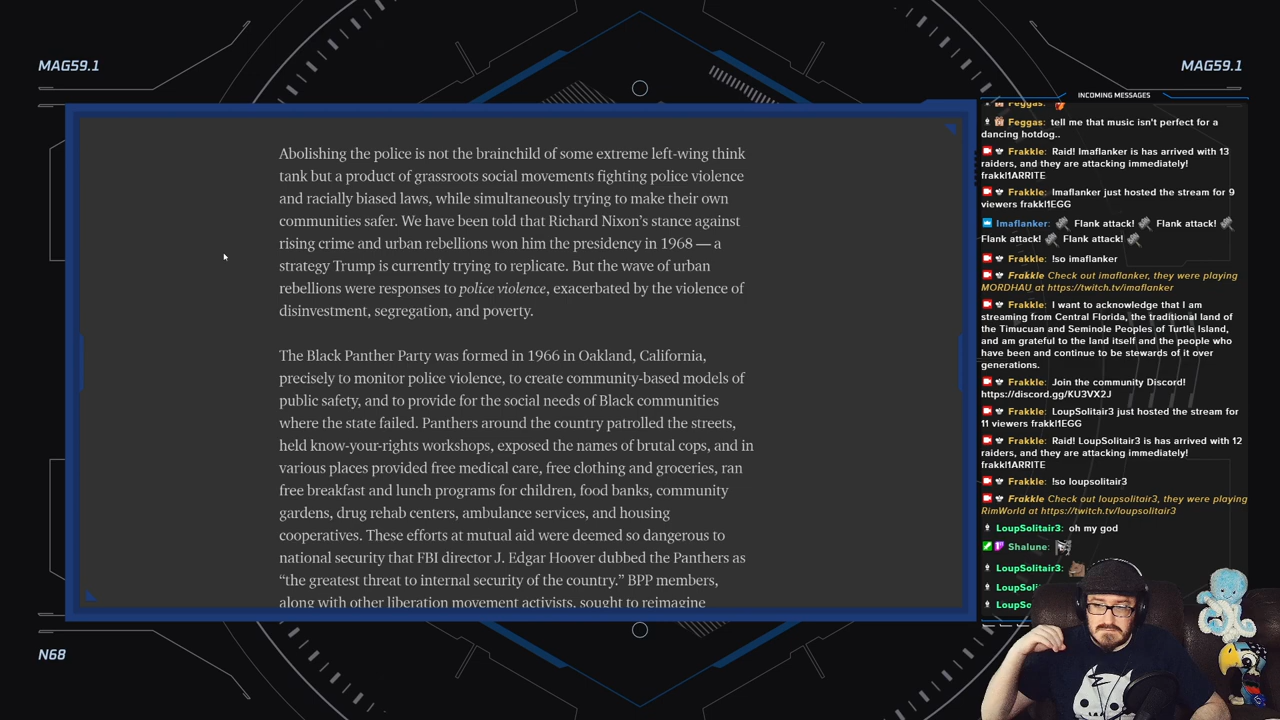 MAG59.1
MAG59.1
Abolishing the police is not the brainchild of some extreme left-wing think
tank but a product of grassroots social movements fighting police violence
and racially biased laws, while simultaneously trying to make their own
communities safer. We have been told that Richard Nixon's stance against
rising crime and urban rebellions won him the presidency in 1968 — a
strategy Trump is currently trying to replicate. But the wave of urban
rebellions were responses to police violence, exacerbated by the violence of
disinvestment, segregation, and poverty.
The Black Panther Party was formed in 1966 in Oakland, California,
precisely to monitor police violence, to create community-based models of
public safety, and to provide for the social needs of Black communities
where the state failed. Panthers around the country patrolled the streets,
held know-your-rights workshops, exposed the names of brutal cops, and in
various places provided free medical care, free clothing and groceries, ran
free breakfast and lunch programs for children, food banks, community
gardens, drug rehab centers, ambulance services, and housing
cooperatives. These efforts at mutual aid were deemed so dangerous to
national security that FBI director J. Edgar Hoover dubbed the Panthers as
“the greatest threat to internal security of the country.” BPP members,
along with other liberation movement activists, sought to reimagine
N68
INCOMING MESSAGES
Feggas:
Feggas: tell me that music isn't perfect for a
dancing hotdog..
Frakkle: Raid! Imaflanker is has arrived with 13
raiders, and they are attacking immediately!
frakkl1ARRITE
Frakkle: Imaflanker just hosted the stream for 9
viewers frakkl1EGG
Imaflanker: Flank attack! Flank attack!
Flank attack! Flank attack!
Frakkle: !so imaflanker
Frakkle Check out imaflanker, they were playing
MORDHAU at https://twitch.tv/imaflanker
Frakkle: I want to acknowledge that I am
streaming from Central Florida, the traditional land of
the Timucuan and Seminole Peoples of Turtle Island,
and am grateful to the land itself and the people who
have been and continue to be stewards of it over
generations.
Frakkle: Join the community Discord!
https://discord.gg/KU3VX2J
Frakkle: LoupSolitair3 just hosted the stream for
11 viewers frakkl1EGG
Frakkle: Raid! LoupSolitair3 is has arrived with 12
raiders, and they are attacking immediately!
frakkl1ARRITE
Frakkle: !so loupsolitair3
Frakkle Check out loupsolitair3, they were playing
RimWorld at https://twitch.tv/loupsolitair3
LoupSolitair3: oh my god
Shalune:
LoupSolitair3:
LoupSoli
LoupSo